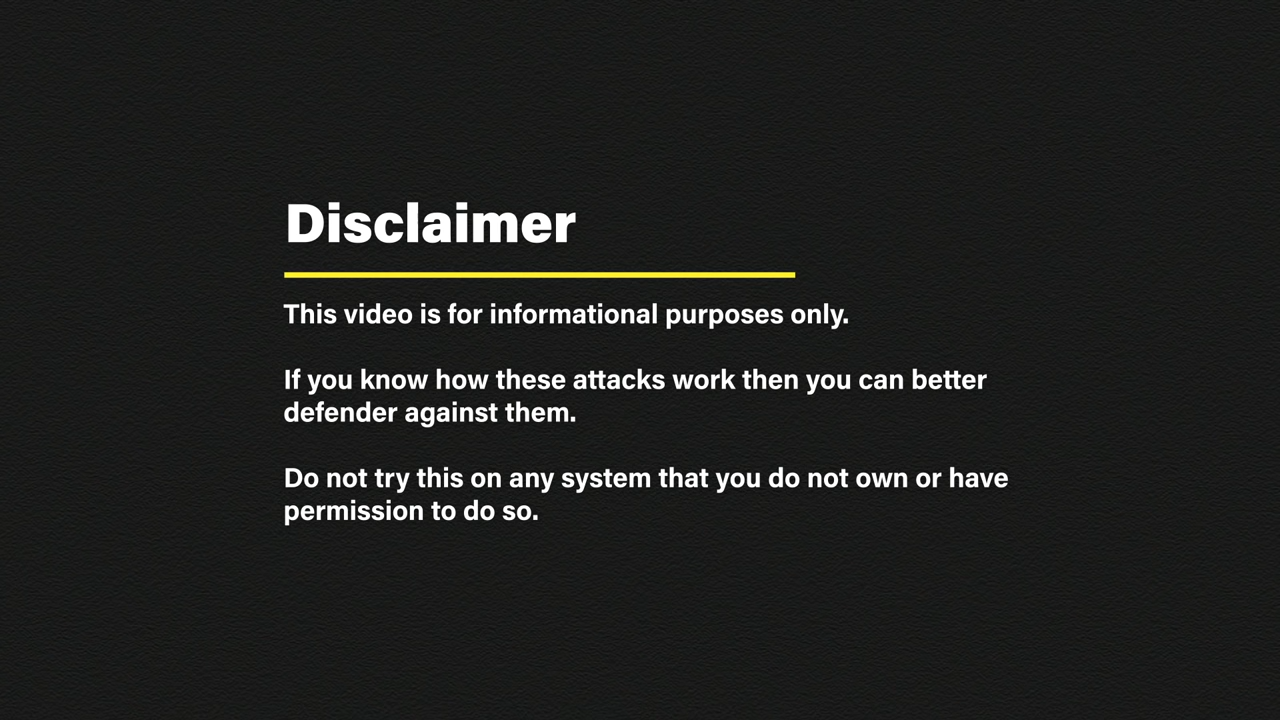 Disclaimer
This video is for informational purposes only.
If you know how these attacks work then you can better
defender against them.
Do not try this on any system that you do not own or have
permission to do so.